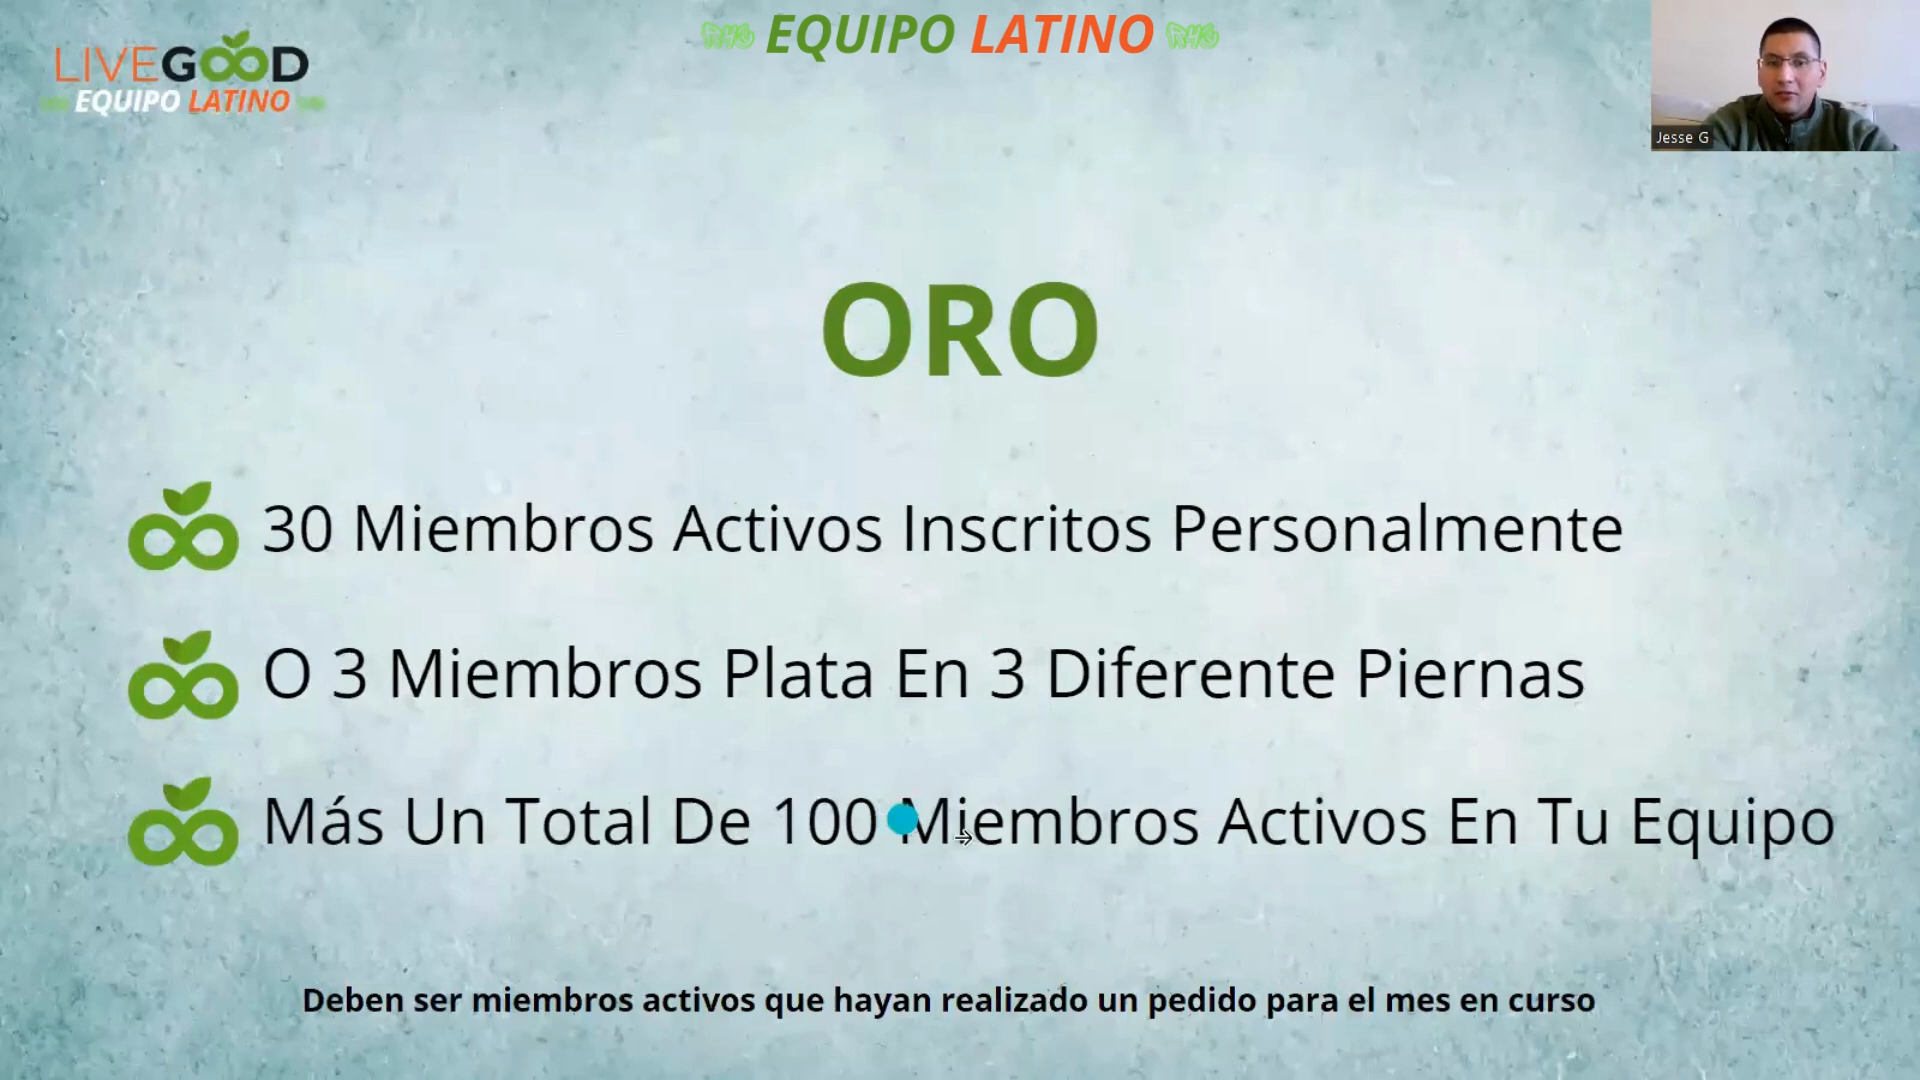 EQUIPO LATINO
LIVEGOOD
EQUIPO LATINO
Jesse G
ORO
30 Miembros Activos Inscritos Personalmente
O 3 Miembros Plata En 3 Diferente Piernas
Más Un Total De 100 Miembros Activos En Tu Equipo
Deben ser miembros activos que hayan realizado un pedido para el mes en curso